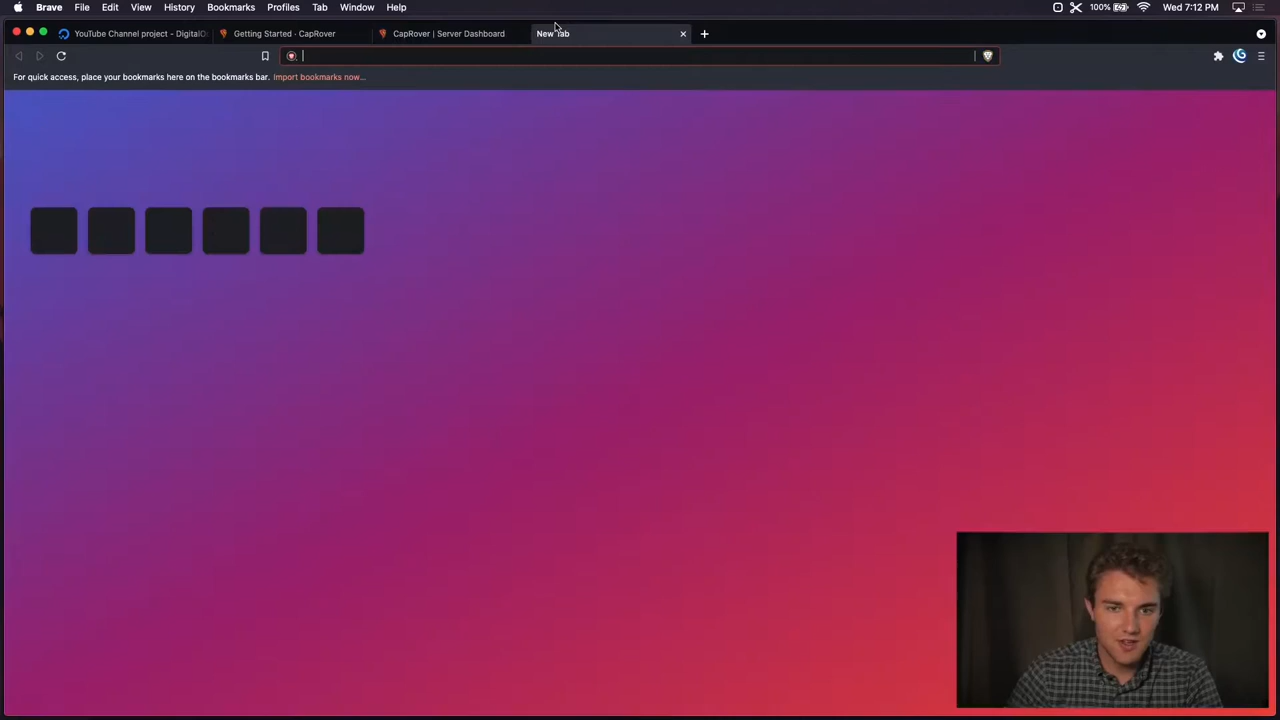 Brave File Edit View History Bookmarks Profiles Tab Window Help 100% Wed 7:12 PM
YouTube Channel project - DigitalO Getting Started · CapRover CapRover | Server Dashboard New Tab
For quick access, place your bookmarks here on the bookmarks bar. Import bookmarks now...